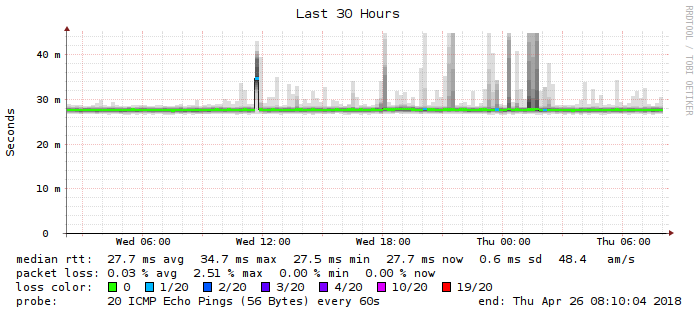 Last 30 Hours
RRDTOOL / TOBI OETIKER
Seconds
40 m
30 m
20 m
10 m
0
Wed 06:00 Wed 12:00 Wed 18:00 Thu 00:00 Thu 06:00
median rtt: 27.7 ms avg 34.7 ms max 27.5 ms min 27.7 ms now 0.6 ms sd 48.4 am/s
packet loss: 0.03 % avg 2.51 % max 0.00 % min 0.00 % now
loss color: 0 1/20 2/20 3/20 4/20 10/20 19/20
probe: 20 ICMP Echo Pings (56 Bytes) every 60s end: Thu Apr 26 08:10:04 2018